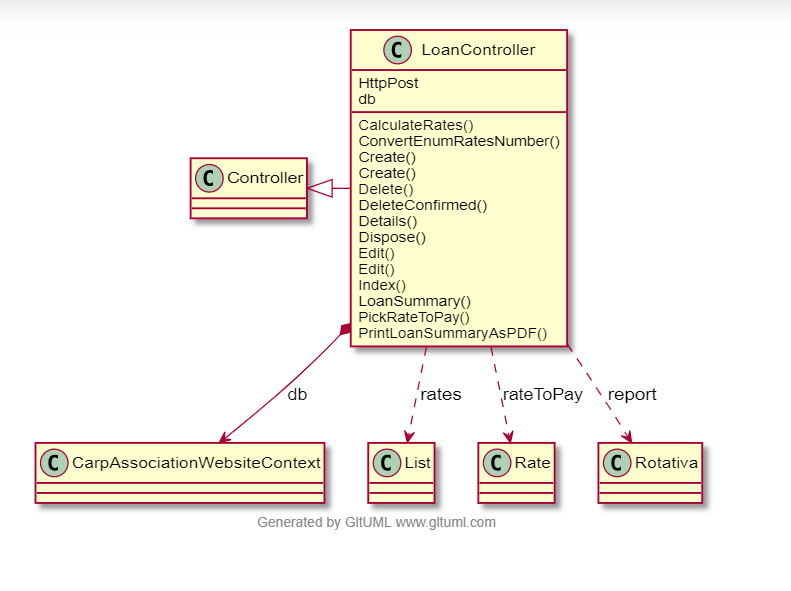 C LoanController
HttpPost
db
CalculateRates()
ConvertEnumRatesNumber()
Create()
Create()
Delete()
DeleteConfirmed()
Details()
Dispose()
Edit()
Edit()
Index()
LoanSummary()
PickRateToPay()
PrintLoanSummaryAsPDF()
C Controller
db
rates
rateToPay
report
C CarpAssociationWebsiteContext
C List
C Rate
C Rotativa
Generated by GItUML www.gituml.com